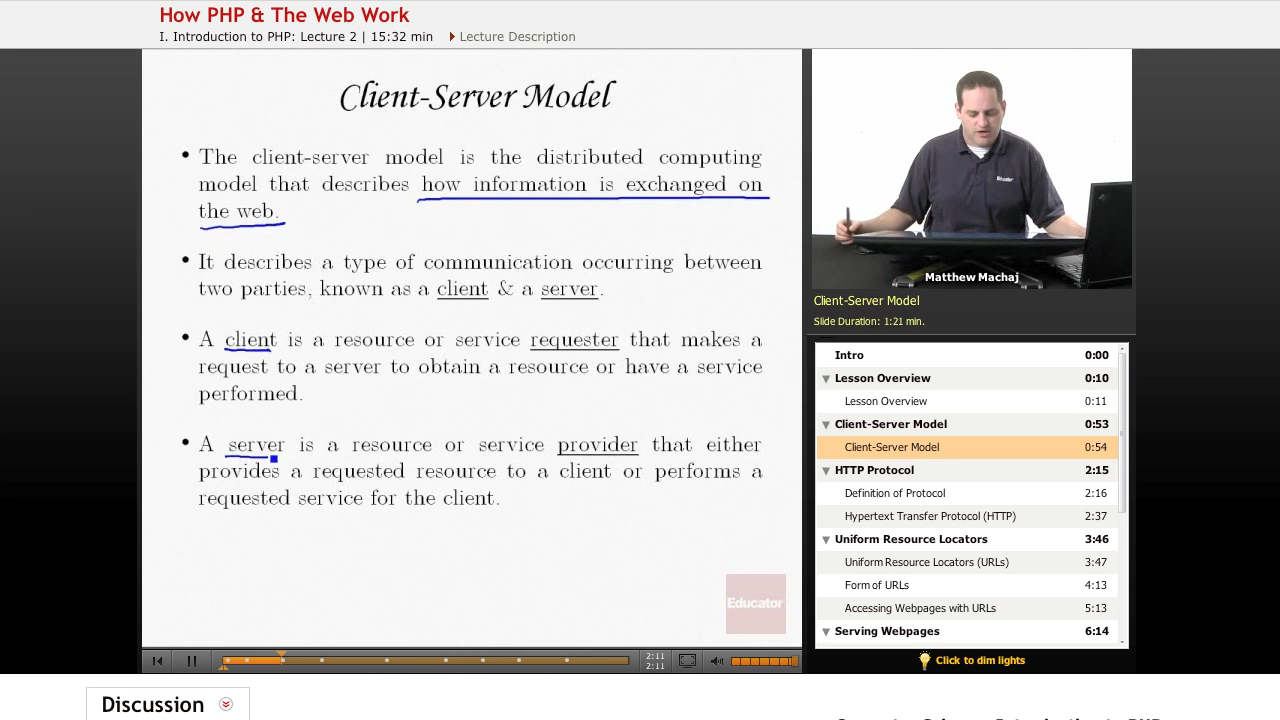 How PHP & The Web Work
I. Introduction to PHP: Lecture 2 | 15:32 min
Lecture Description
Client-Server Model
• The client-server model is the distributed computing
model that describes how information is exchanged on
the web.
• It describes a type of communication occurring between
two parties, known as a client & a server.
• A client is a resource or service requester that makes a
request to a server to obtain a resource or have a service
performed.
• A server is a resource or service provider that either
provides a requested resource to a client or performs a
requested service for the client.
Educator
2:11
2:11
Educator
Matthew Machaj
Client-Server Model
Slide Duration: 1:21 min.
Intro 0:00
Lesson Overview 0:10
Lesson Overview 0:11
Client-Server Model 0:53
Client-Server Model 0:54
HTTP Protocol 2:15
Definition of Protocol 2:16
Hypertext Transfer Protocol (HTTP) 2:37
Uniform Resource Locators 3:46
Uniform Resource Locators (URLs) 3:47
Form of URLs 4:13
Accessing Webpages with URLs 5:13
Serving Webpages 6:14
Click to dim lights
Discussion